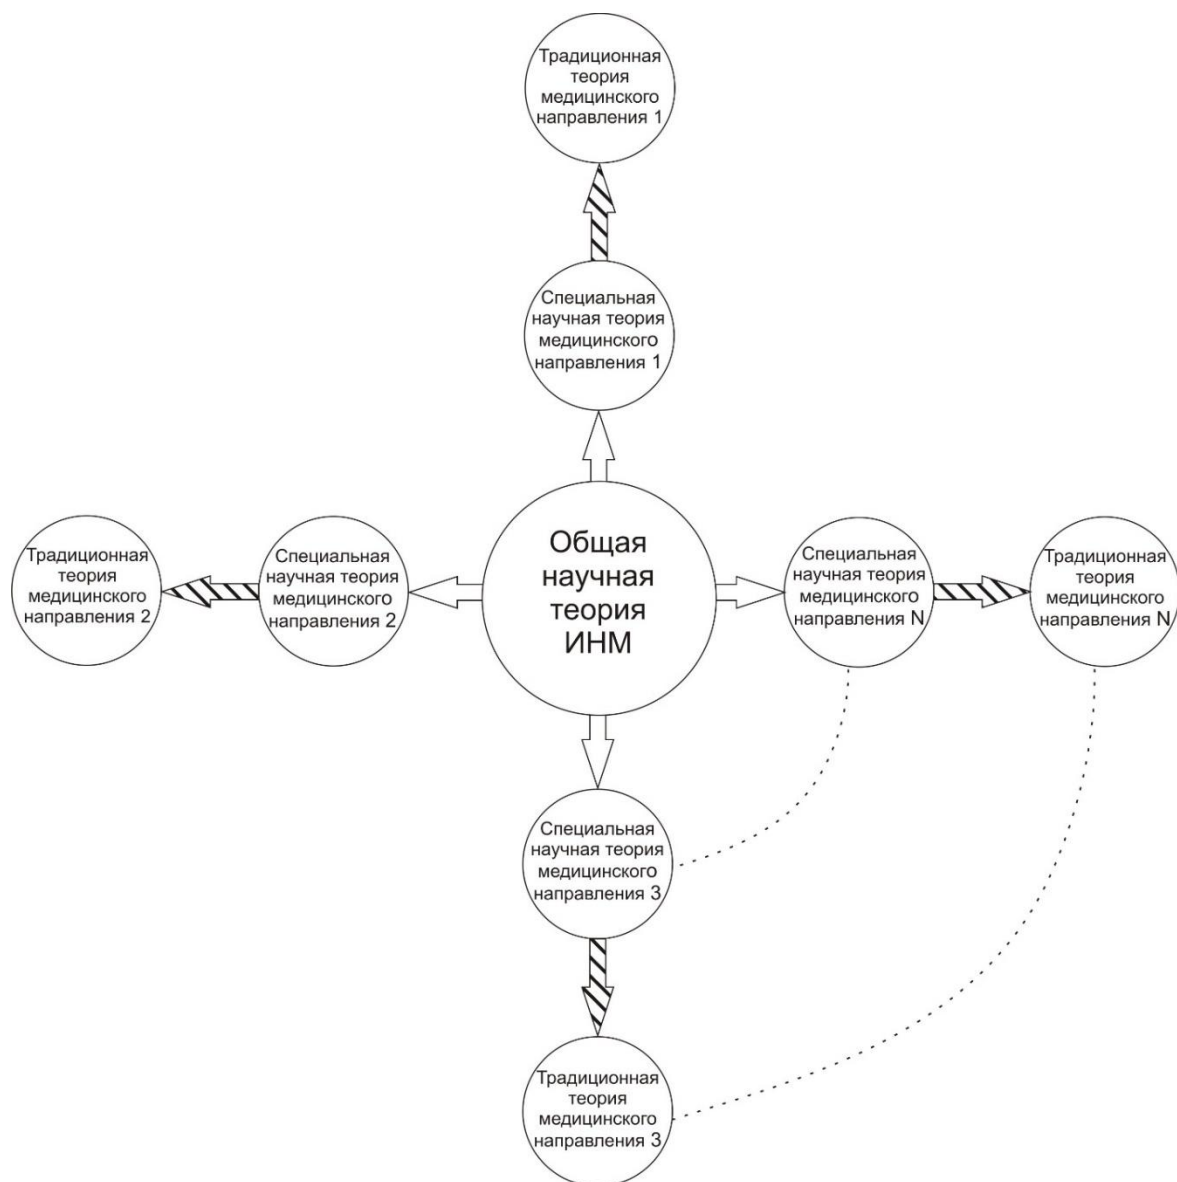 Традиционная
теория
медицинского
направления 1
Специальная
научная теория
медицинского
направления 1
Традиционная
теория
медицинского
направления 2
Специальная
научная теория
медицинского
направления 2
Общая
научная
теория
ИНМ
Специальная
научная теория
медицинского
направления N
Традиционная
теория
медицинского
направления N
Специальная
научная теория
медицинского
направления 3
Традиционная
теория
медицинского
направления 3